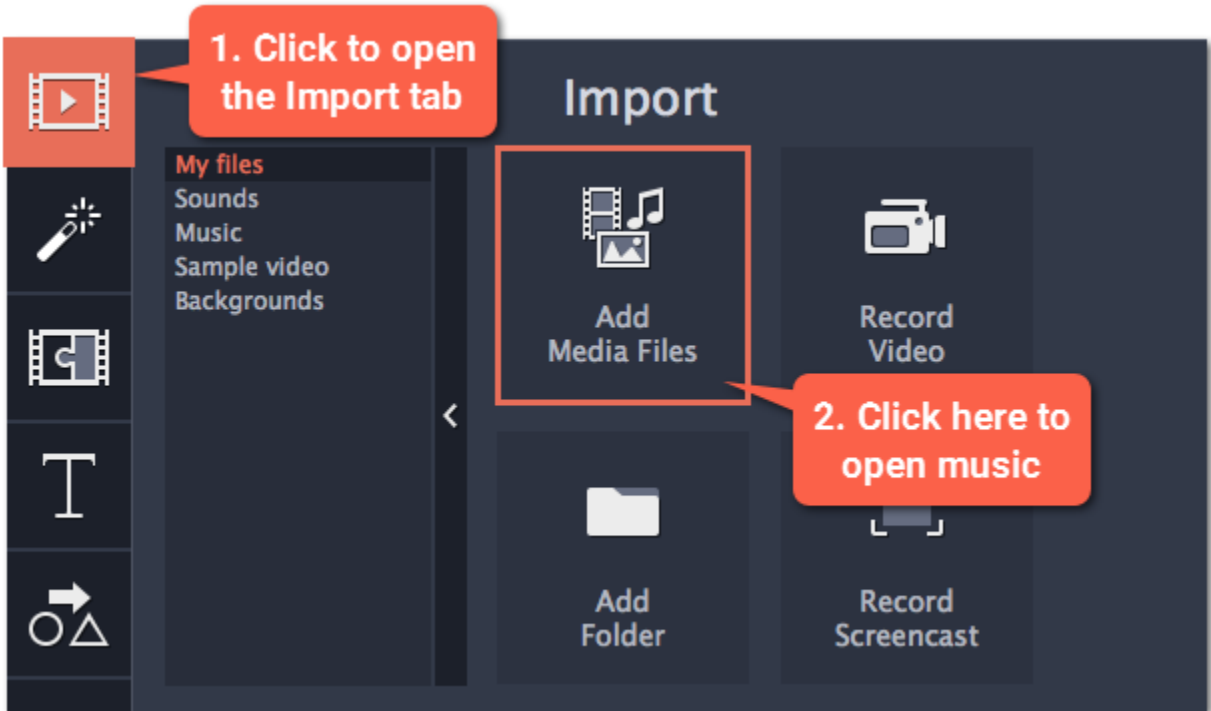 1. Click to open
the Import tab
Import
My files
Sounds
Music
Sample video
Backgrounds
Add
Media Files
Record
Video
2. Click here to
open music
Add
Folder
Record
Screencast